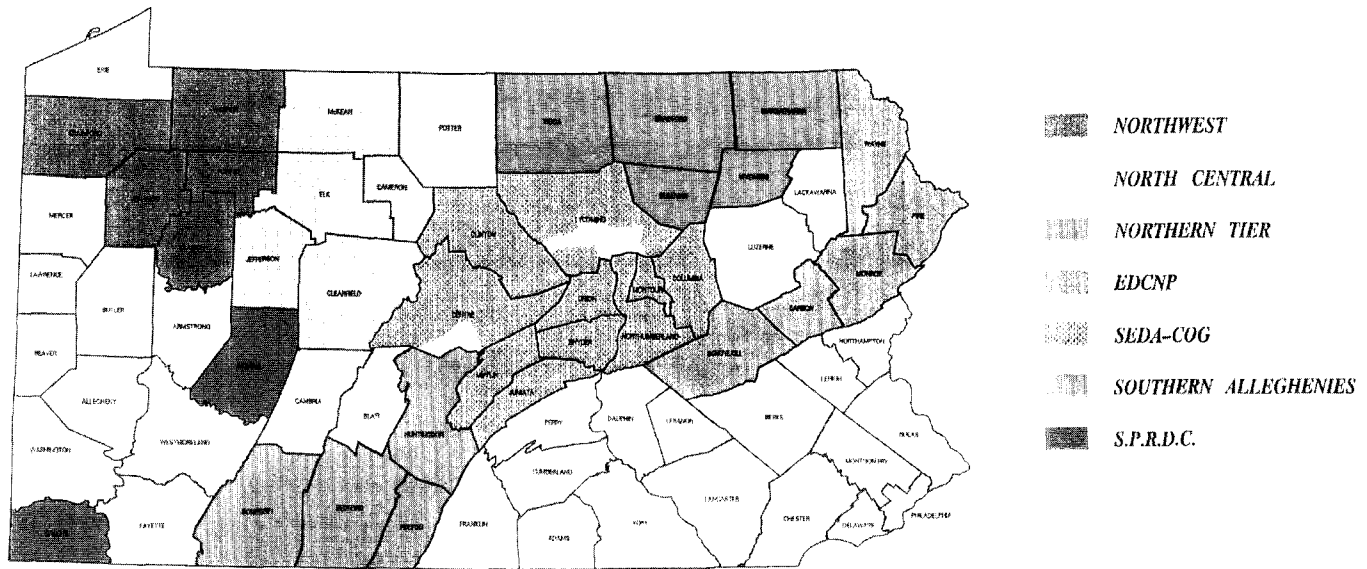 ERIE
McKEAN
POTTER
TIOGA
BRADFORD
WAYNE
ELK
CAMERON
LACKAWANNA
PIKE
MERCER
CLINTON
LYCOMING
LUZERNE
COLUMBIA
MONROE
JEFFERSON
CLEARFIELD
LAWRENCE
BUTLER
ARMSTRONG
CENTRE
UNION
MONTOUR
CARBON
NORTHUMBERLAND
SNYDER
NORTHAMPTON
BEAVER
MIFFLIN
JUNIATA
LEHIGH
ALLEGHENY
CAMBRIA
BLAIR
PERRY
DAUPHIN
LEBANON
BERKS
BUCKS
HUNTINGDON
WESTMORELAND
WASHINGTON
CUMBERLAND
MONTGOMERY
LANCASTER
SOMERSET
BEDFORD
FULTON
FRANKLIN
ADAMS
YORK
CHESTER
DELAWARE
PHILADELPHIA
FAYETTE
NORTHWEST
NORTH CENTRAL
NORTHERN TIER
EDCNP
SEDA-COG
SOUTHERN ALLEGHENIES
S.P.R.D.C.